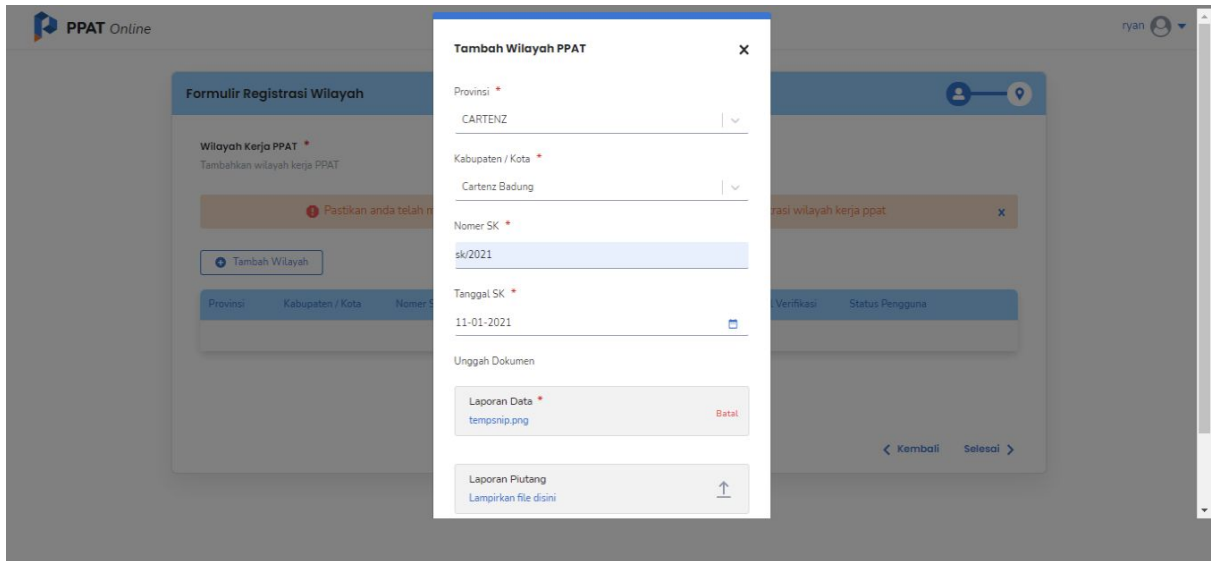 PPAT Online
ryan
Tambah Wilayah PPAT
Formulir Registrasi Wilayah
Provinsi *
CARTENZ
Wilayah Kerja PPAT *
Tambahkan wilayah kerja PPAT
Kabupaten / Kota *
Cartenz Badung
Pastikan anda telah
rasi wilayah kerja ppat
x
Nomer SK *
sk/2021
Tambah Wilayah
Tanggal SK *
Provinsi Kabupaten / Kota Nomer S
Verifikasi Status Pengguna
11-01-2021
Unggah Dokumen
Laporan Data *
tempsnip.png
Batal
Kembali Selesai
Laporan Piutang
Lampirkan file disini